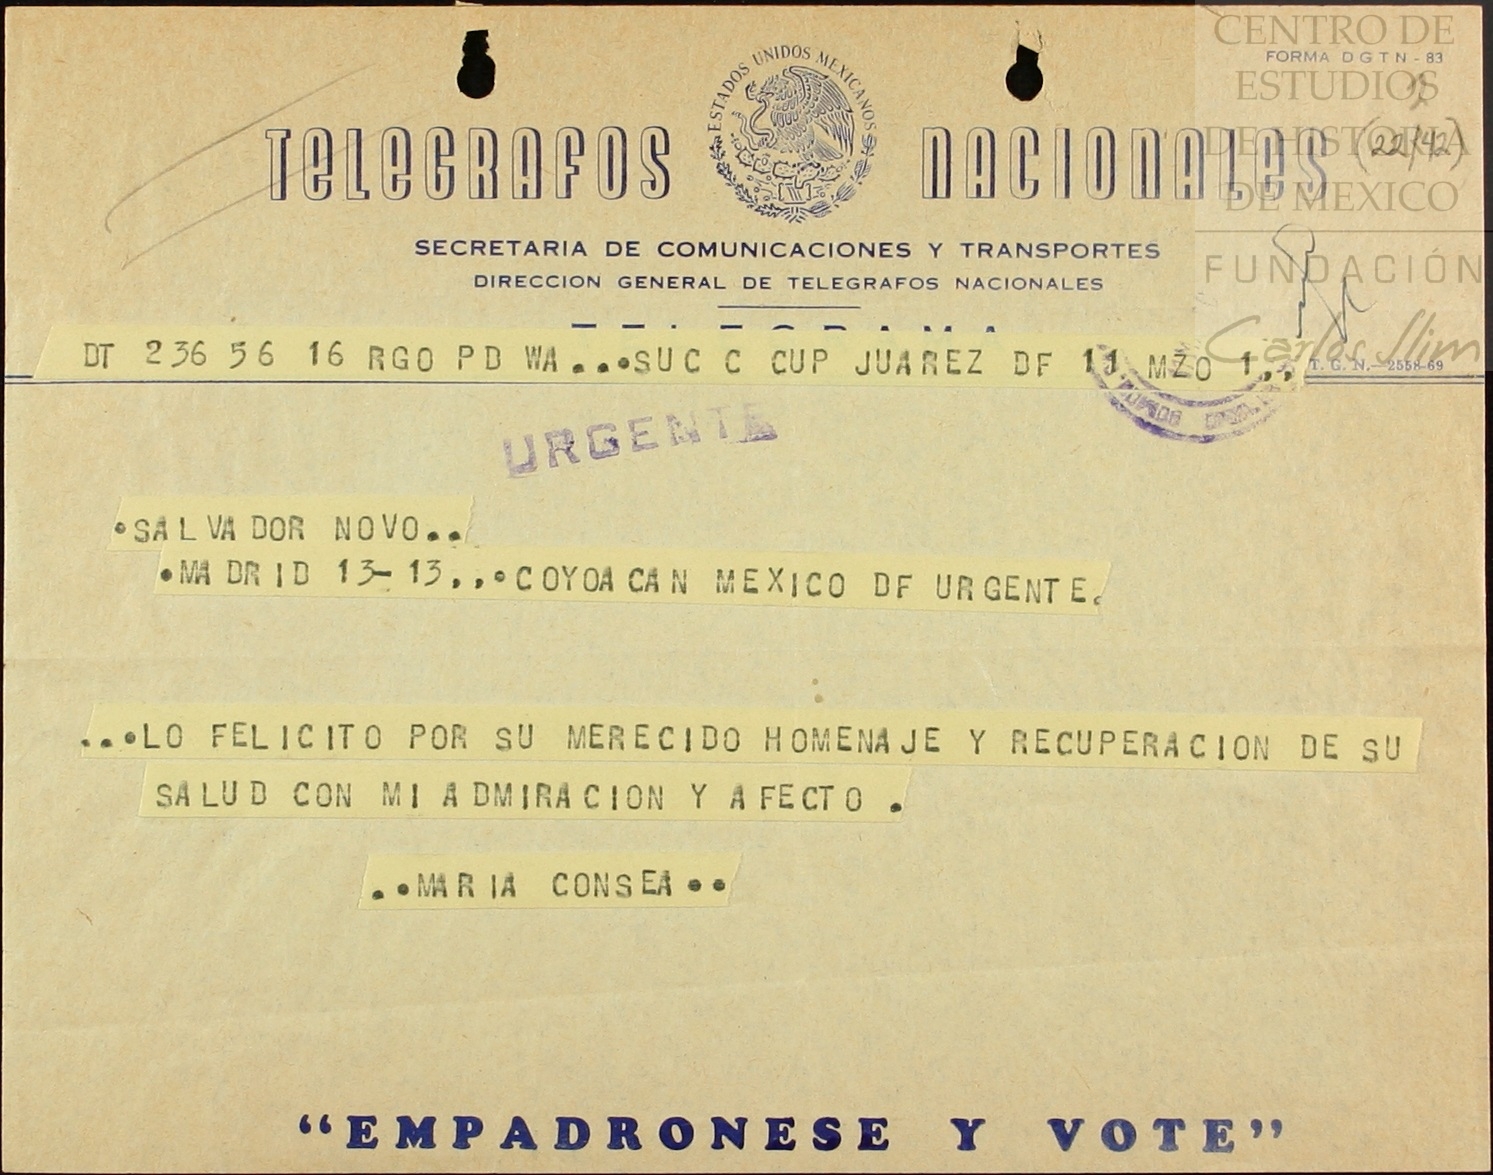 CENTRO DE
ESTUDIOS
DE HISTORIA
DE MEXICO
FUNDACIÓN
Carlos Slim
FORMA D G T N - 83
(22/42)
ESTADOS UNIDOS MEXICANOS
TELEGRAFOS NACIONALES
SECRETARIA DE COMUNICACIONES Y TRANSPORTES
DIRECCION GENERAL DE TELEGRAFOS NACIONALES
TELEGRAMA
DT 236 56 16 RGO PD WA...•SUC C CUP JUAREZ DF 11 MZO 1..
T. G. N.—2558-69
URGENTE
•SALVADOR NOVO..
•MADRID 13-13..•COYOACAN MEXICO DF URGENTE.
..•LO FELICITO POR SU MERECIDO HOMENAJE Y RECUPERACION DE SU
SALUD CON MI ADMIRACION Y AFECTO .
.•MARIA CONSEA••
“EMPADRONESE Y VOTE”